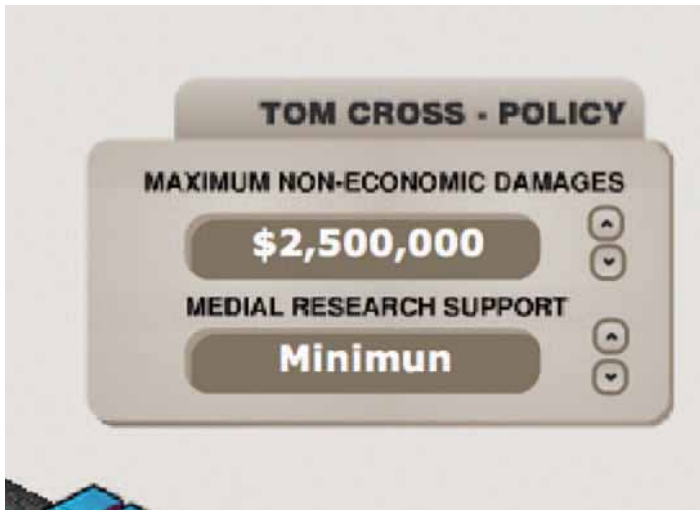 TOM CROSS - POLICY
MAXIMUM NON-ECONOMIC DAMAGES
$2,500,000
MEDIAL RESEARCH SUPPORT
Minimun